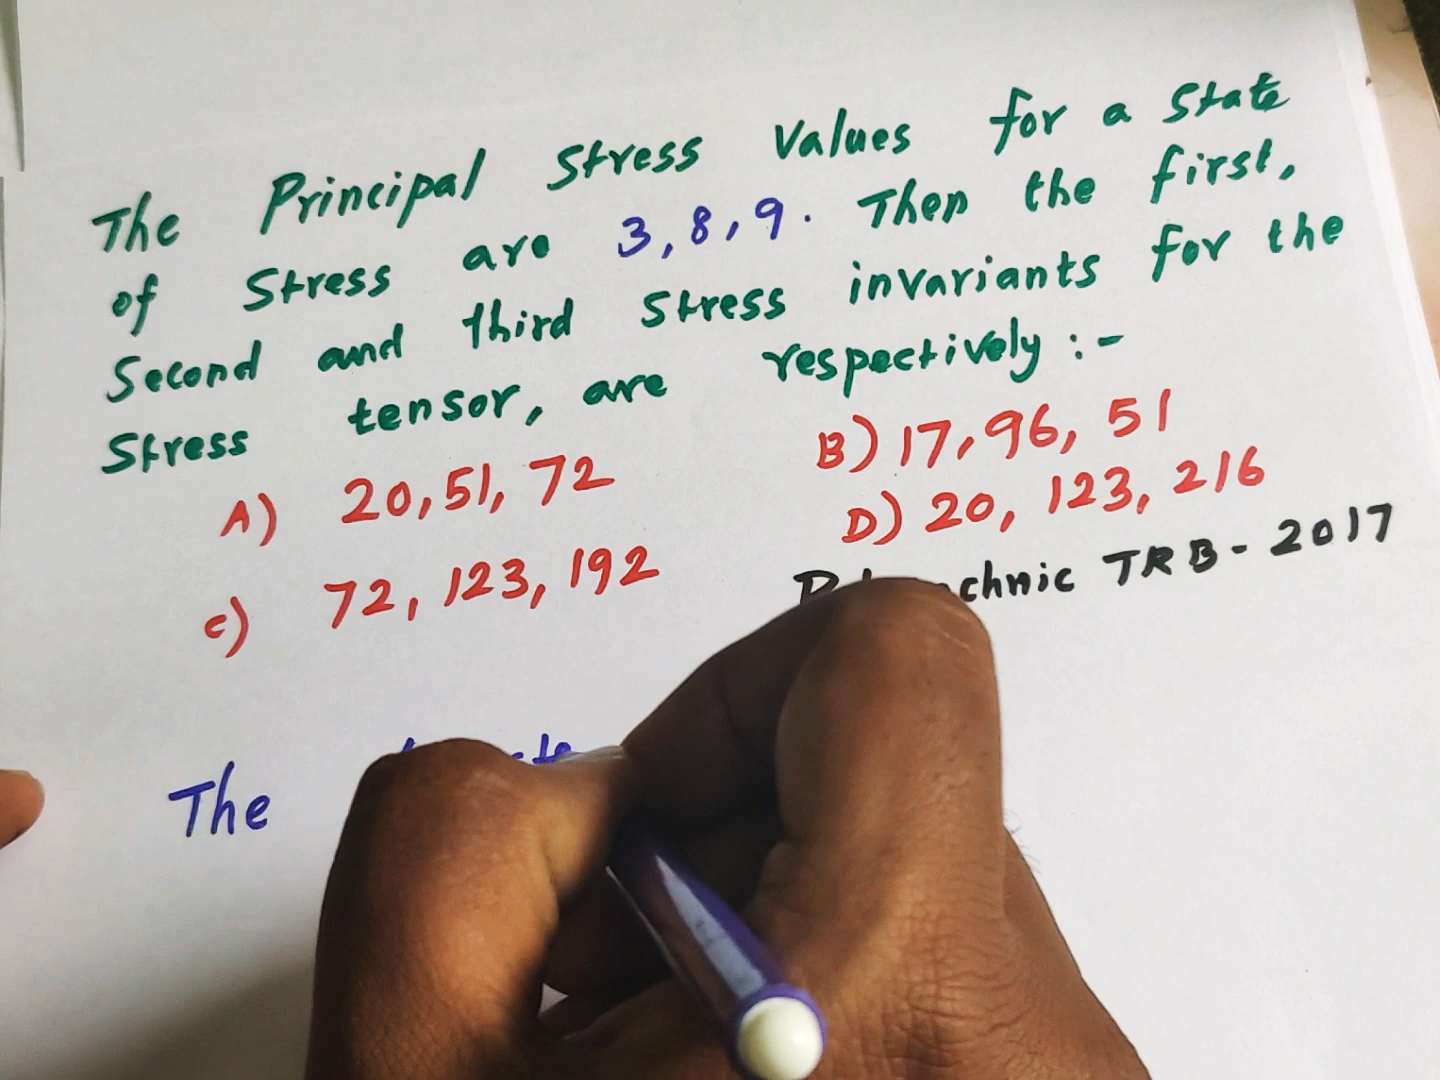 The Principal Stress Values for a State
of Stress are 3, 8, 9. Then the first,
Second and third Stress invariants for the
Stress tensor, are respectively :-
A) 20, 51, 72
B) 17, 96, 51
C) 72, 123, 192
D) 20, 123, 216
TRB - 2017
The